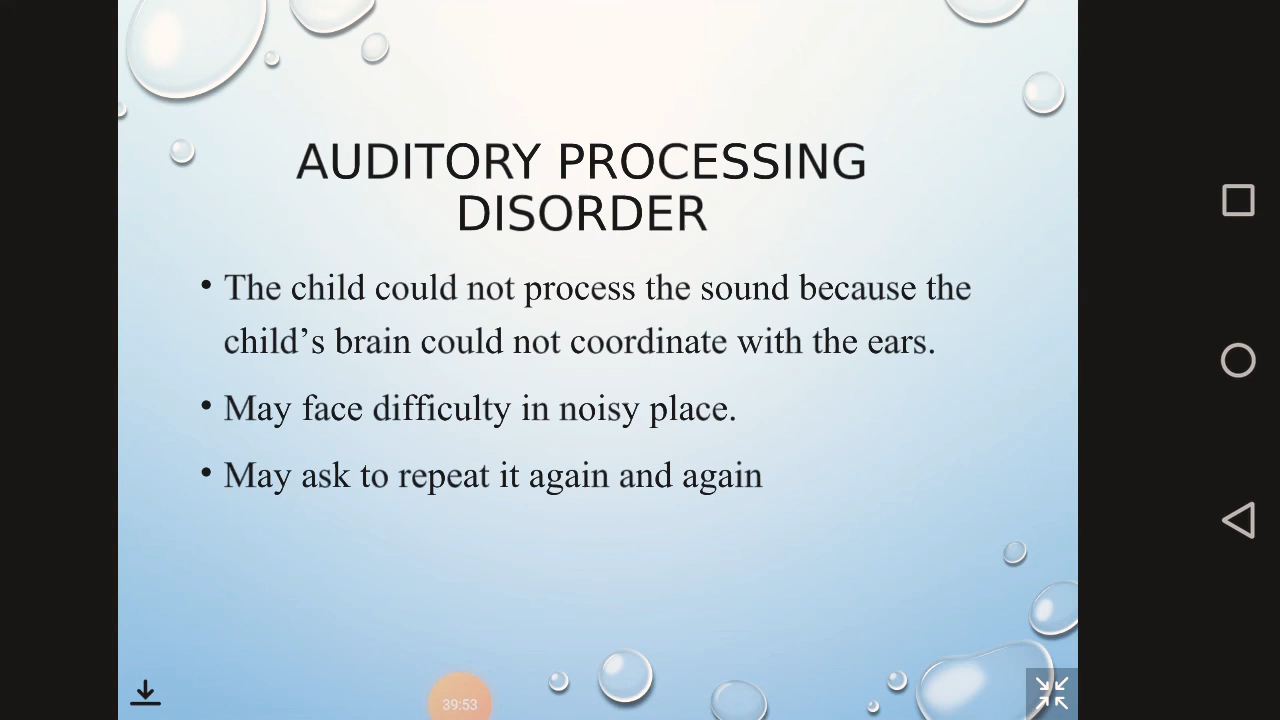 AUDITORY PROCESSING
DISORDER
• The child could not process the sound because the
child’s brain could not coordinate with the ears.
• May face difficulty in noisy place.
• May ask to repeat it again and again
39:53